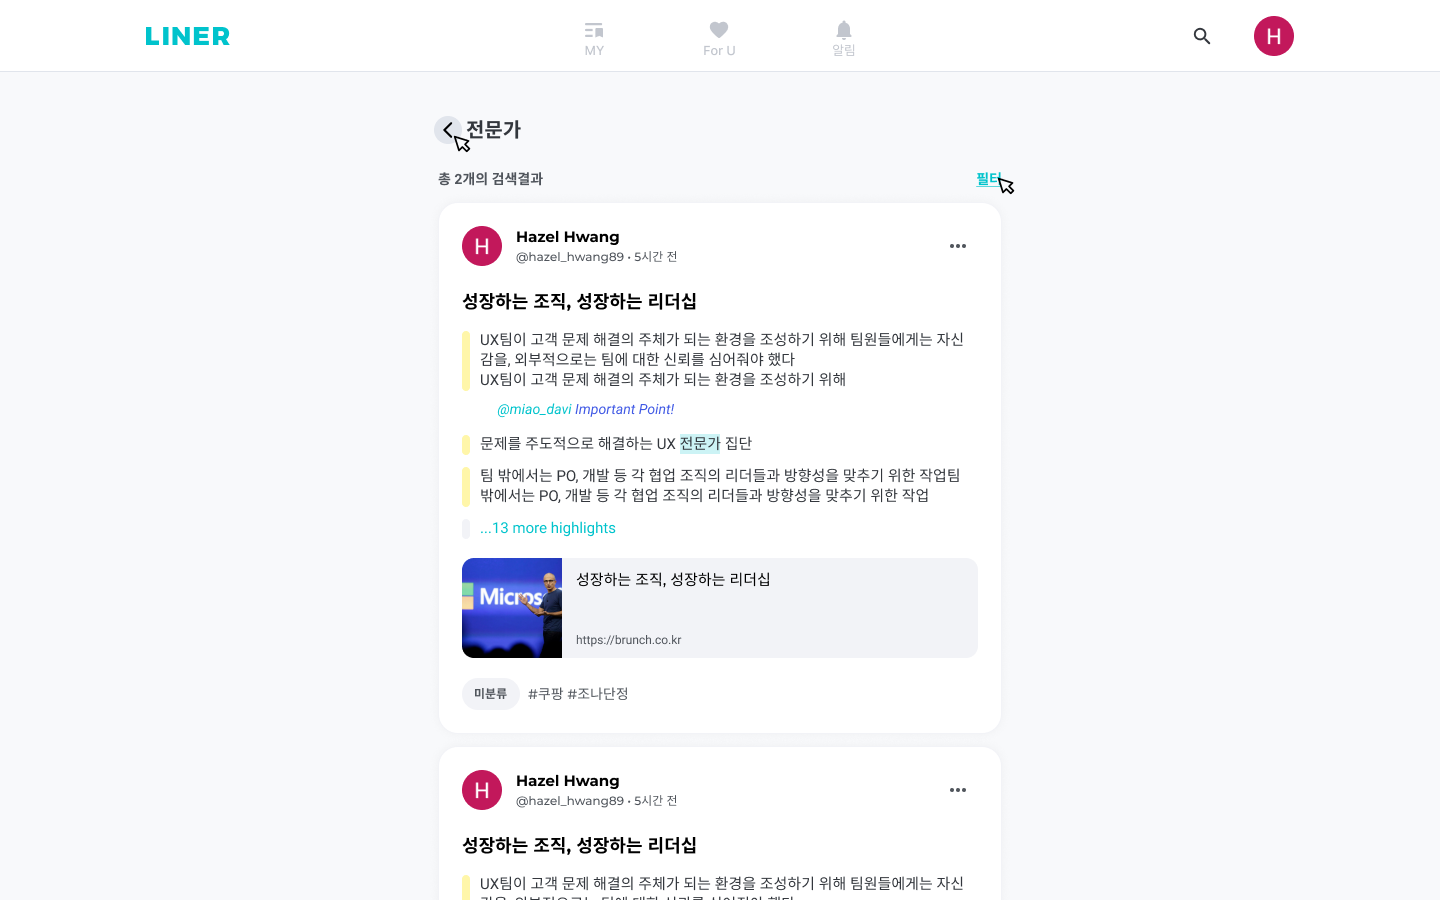 LINER
MY
For U
알림
H
전문가
총 2개의 검색결과
필터
H
Hazel Hwang
@hazel_hwang89 • 5시간 전
성장하는 조직, 성장하는 리더십
UX팀이 고객 문제 해결의 주체가 되는 환경을 조성하기 위해 팀원들에게는 자신
감을, 외부적으로는 팀에 대한 신뢰를 심어줘야 했다
UX팀이 고객 문제 해결의 주체가 되는 환경을 조성하기 위해
@miao_davi Important Point!
문제를 주도적으로 해결하는 UX 전문가 집단
팀 밖에서는 PO, 개발 등 각 협업 조직의 리더들과 방향성을 맞추기 위한 작업팀
밖에서는 PO, 개발 등 각 협업 조직의 리더들과 방향성을 맞추기 위한 작업
...13 more highlights
Micros
성장하는 조직, 성장하는 리더십
https://brunch.co.kr
미분류 #쿠팡 #조나단정
H
Hazel Hwang
@hazel_hwang89 • 5시간 전
성장하는 조직, 성장하는 리더십
UX팀이 고객 문제 해결의 주체가 되는 환경을 조성하기 위해 팀원들에게는 자신